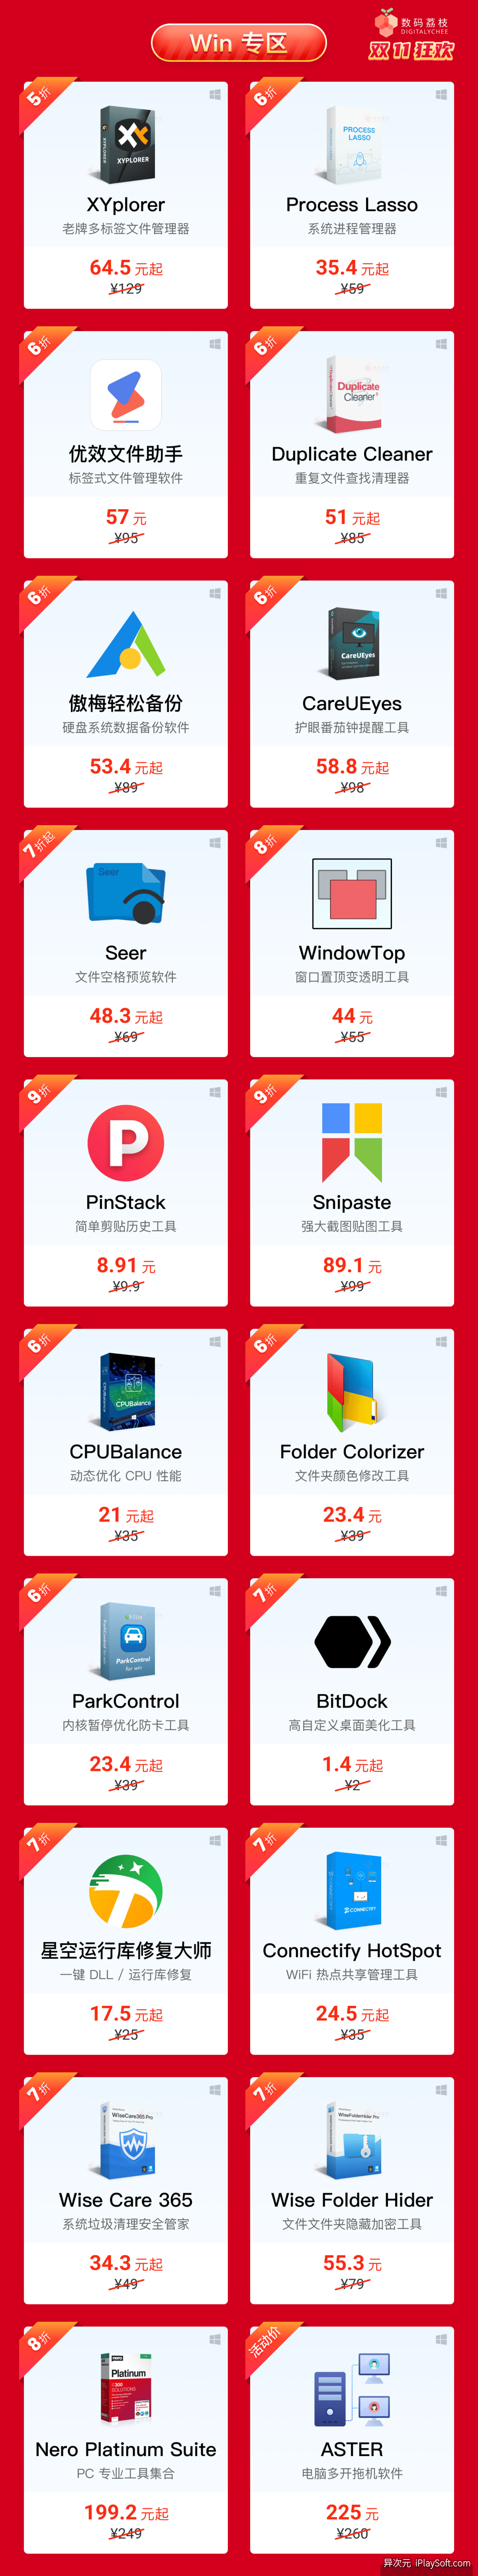 Win 专区
数码荔枝
DIGITALYCHEE
双11狂欢
5折
XYPLORER
XYplorer
老牌多标签文件管理器
64.5 元起
¥129
6折
PROCESS
LASSO
Process Lasso
系统进程管理器
35.4 元起
¥59
6折
优效文件助手
标签式文件管理软件
57 元
¥95
6折
Duplicate
Cleaner
Duplicate Cleaner
重复文件查找清理器
51 元起
¥85
6折
傲梅轻松备份
硬盘系统数据备份软件
53.4 元起
¥89
6折
CareUEyes
CareUEyes
护眼番茄钟提醒工具
58.8 元起
¥98
7折起
Seer
Seer
文件空格预览软件
48.3 元起
¥69
8折
WindowTop
窗口置顶变透明工具
44 元
¥55
9折
P
PinStack
简单剪贴历史工具
8.91 元
¥9.9
9折
Snipaste
强大截图贴图工具
89.1 元
¥99
6折
CPUBalance
CPUBalance
动态优化 CPU 性能
21 元起
¥35
6折
Folder Colorizer
文件夹颜色修改工具
23.4 元
¥39
6折
ParkControl
for win
ParkControl
内核暂停优化防卡工具
23.4 元起
¥39
7折
BitDock
高自定义桌面美化工具
1.4 元起
¥2
7折
星空运行库修复大师
一键 DLL / 运行库修复
17.5 元起
¥25
7折
CONNECTIFY
Connectify HotSpot
WiFi 热点共享管理工具
24.5 元起
¥35
7折
WiseCare365 Pro
Wise Care 365
系统垃圾清理安全管家
34.3 元起
¥49
7折
WiseFolderHider Pro
Wise Folder Hider
文件文件夹隐藏加密工具
55.3 元
¥79
8折
nero
Platinum
Nero Platinum Suite
PC 专业工具集合
199.2 元起
¥249
活动价
ASTER
电脑多开拖机软件
225 元
¥260
异次元 iPlaySoft.com